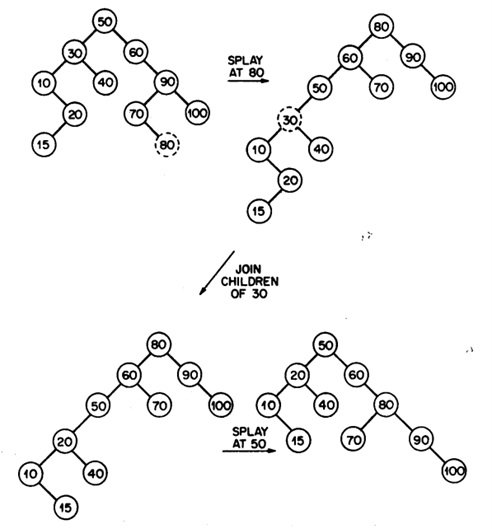 50
30 60
10 40 90
20 70 100
15 80
SPLAY
AT 80
80
60 90
50 70 100
30
10 40
20
15
JOIN
CHILDREN
OF 30
80
60 90
50 70 100
20
10 40
15
SPLAY
AT 50
50
20 60
10 40 80
15 70 90
100